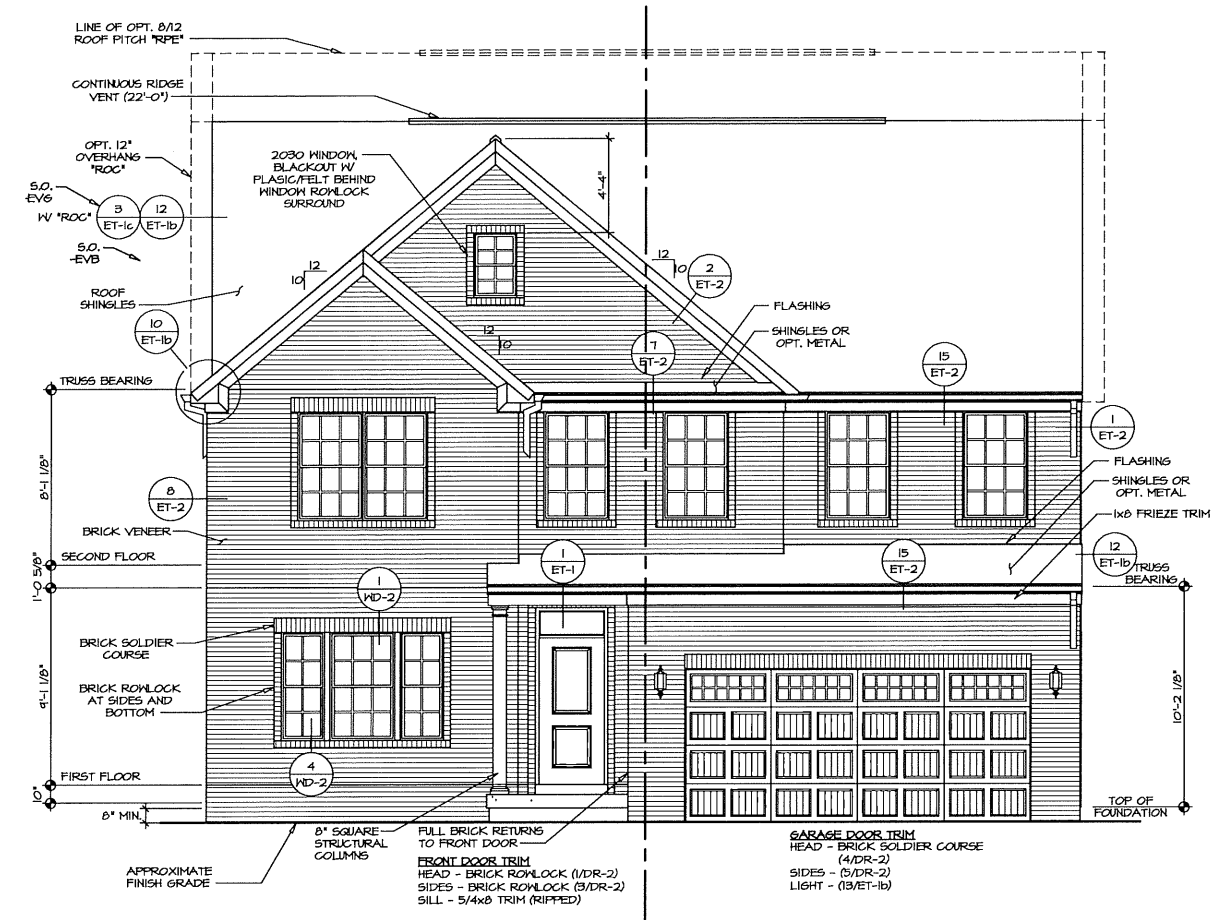 LINE OF OPT. 8/12
ROOF PITCH "RPE"
CONTINUOUS RIDGE
VENT (22'-0")
OPT. 12"
OVERHANG
"ROC"
S.O.
-EVG
W/ "ROC"
3
ET-1c
12
ET-1b
S.O.
-EVB
ROOF
SHINGLES
10
ET-1b
2030 WINDOW,
BLACKOUT W/
PLASIC/FELT BEHIND
WINDOW ROWLOCK
SURROUND
4'-4"
12
10
12
10
12
10
2
ET-2
FLASHING
SHINGLES OR
OPT. METAL
7
ET-2
15
ET-2
1
ET-2
TRUSS BEARING
8'-1 1/8"
8
ET-2
BRICK VENEER
SECOND FLOOR
1'-0 5/8"
FLASHING
SHINGLES OR
OPT. METAL
1x8 FRIEZE TRIM
12
ET-1b
TRUSS
BEARING
1
ET-1
15
ET-2
1
WD-2
BRICK SOLDIER
COURSE
BRICK ROWLOCK
AT SIDES AND
BOTTOM
9'-1 1/8"
10'-2 1/8"
4
WD-2
FIRST FLOOR
10"
8" MIN.
TOP OF
FOUNDATION
APPROXIMATE
FINISH GRADE
8" SQUARE
STRUCTURAL
COLUMNS
FULL BRICK RETURNS
TO FRONT DOOR
FRONT DOOR TRIM
HEAD - BRICK ROWLOCK (1/DR-2)
SIDES - BRICK ROWLOCK (3/DR-2)
SILL - 5/4x8 TRIM (RIPPED)
GARAGE DOOR TRIM
HEAD - BRICK SOLDIER COURSE
(4/DR-2)
SIDES - (5/DR-2)
LIGHT - (13/ET-1b)